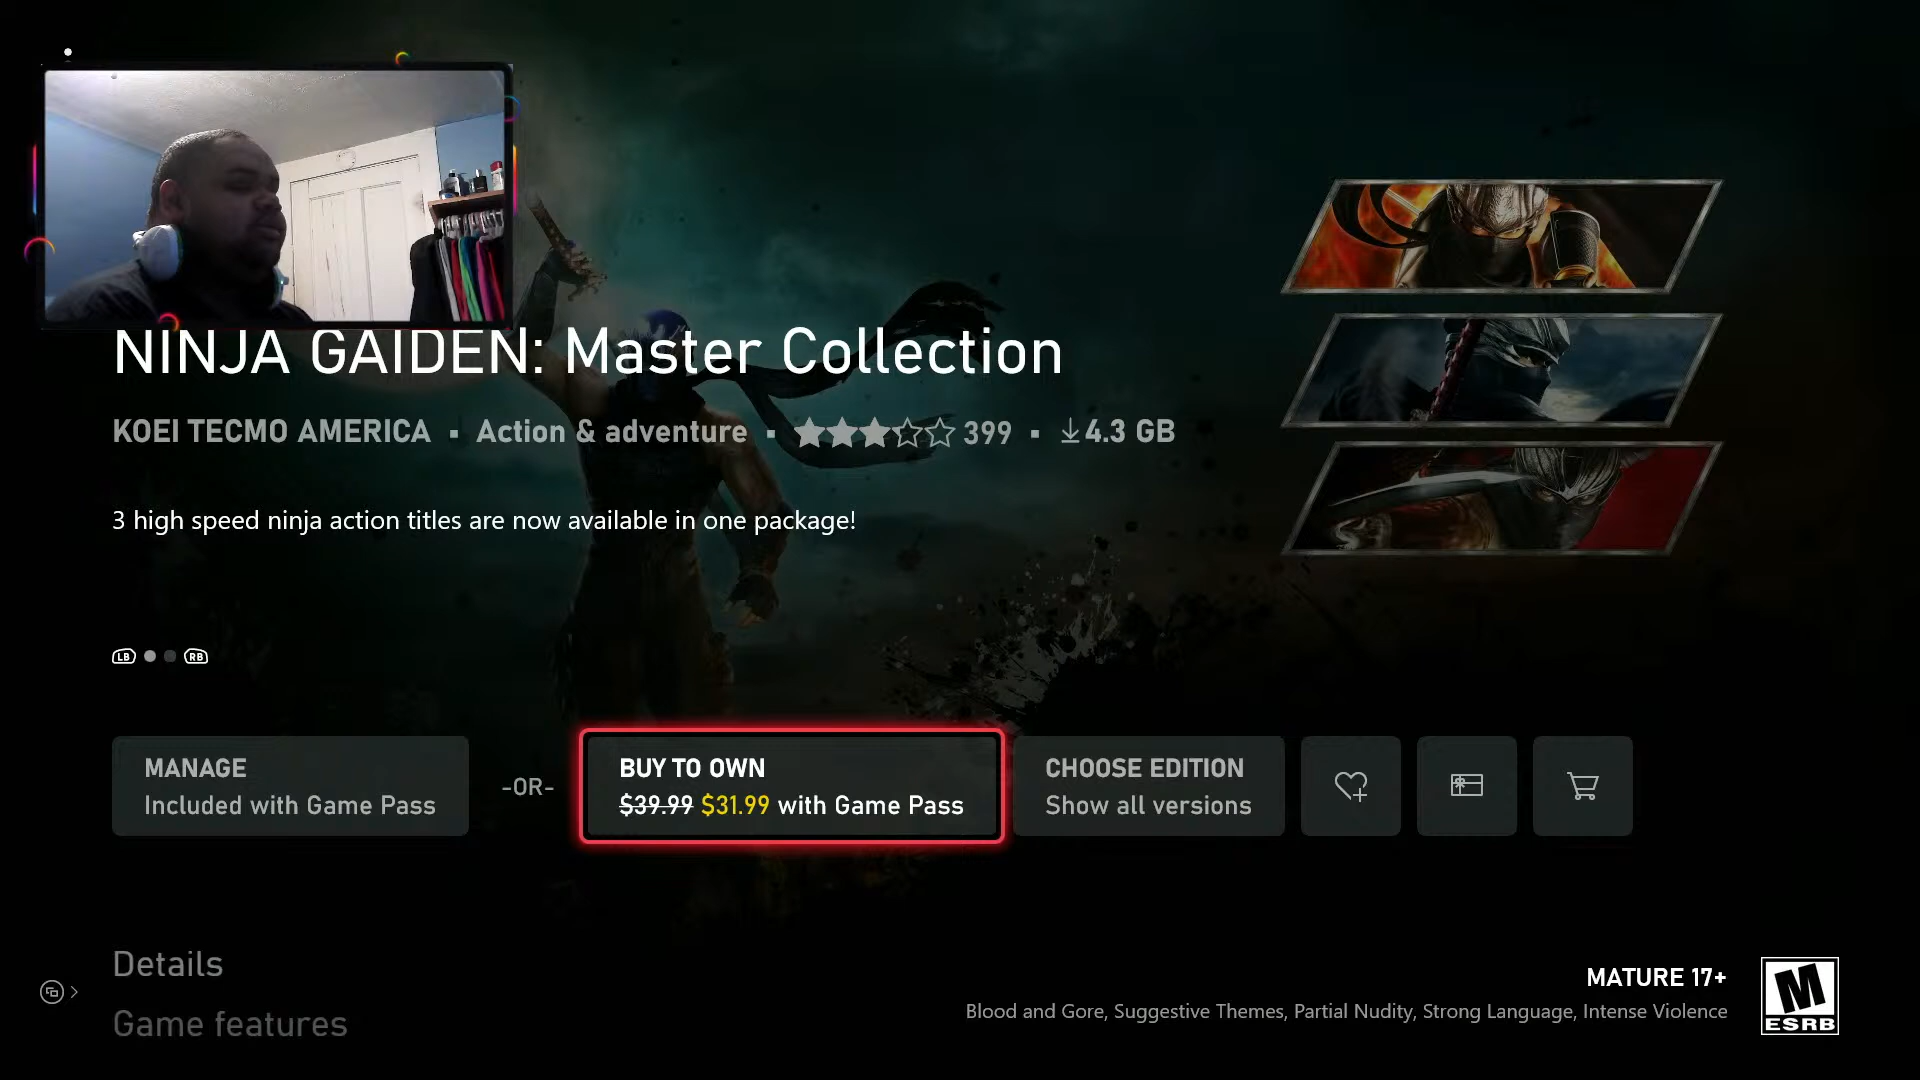 NINJA GAIDEN: Master Collection
KOEI TECMO AMERICA ▪ Action & adventure ▪ 399 ▪ 4.3 GB
3 high speed ninja action titles are now available in one package!
LB RB
MANAGE
Included with Game Pass
-OR-
BUY TO OWN
$39.99 $31.99 with Game Pass
CHOOSE EDITION
Show all versions
Details
Game features
MATURE 17+
Blood and Gore, Suggestive Themes, Partial Nudity, Strong Language, Intense Violence
M
ESRB